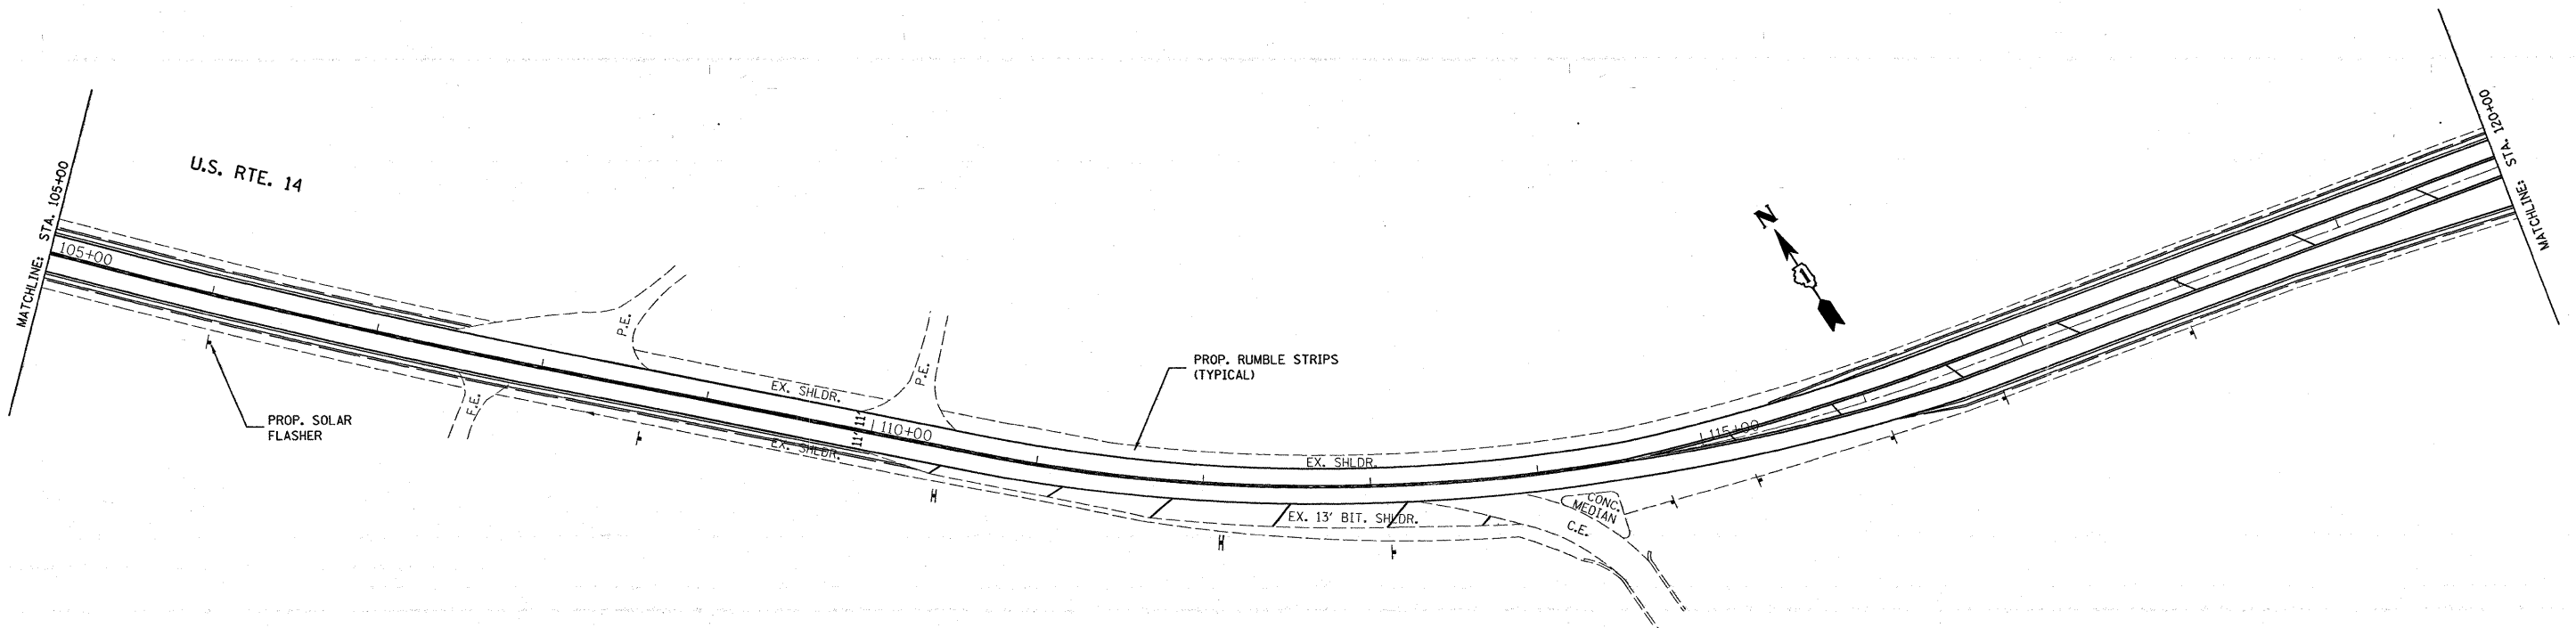 MATCHLINE: STA. 105+00
U.S. RTE. 14
105+00
PROP. SOLAR
FLASHER
F.E.
P.E.
EX. SHLDR.
EX. SHLDR.
11' 11'
110+00
P.E.
PROP. RUMBLE STRIPS
(TYPICAL)
EX. SHLDR.
EX. 13' BIT. SHLDR.
CONC.
MEDIAN
C.E.
115+00
N
MATCHLINE: STA. 120+00